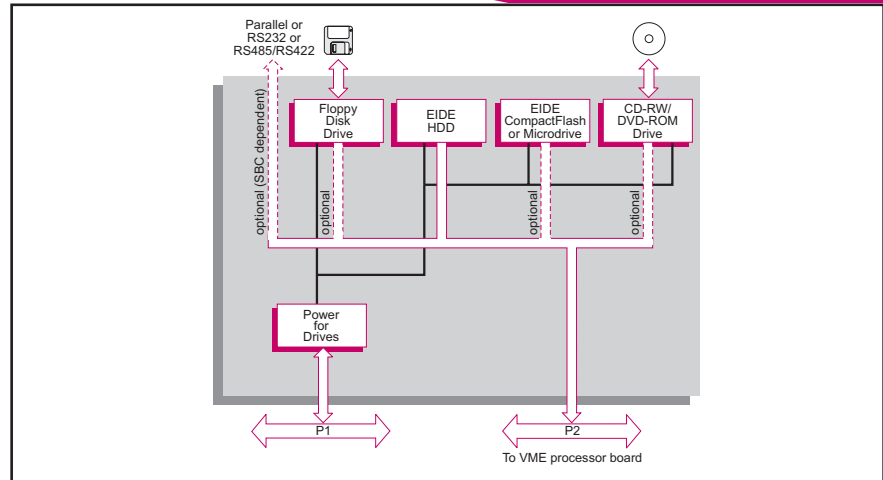 Parallel or
RS232 or
RS485/RS422
optional (SBC dependent)
Floppy
Disk
Drive
EIDE
HDD
EIDE
CompactFlash
or Microdrive
CD-RW/
DVD-ROM
Drive
optional
optional
optional
Power
for
Drives
P1
P2
To VME processor board